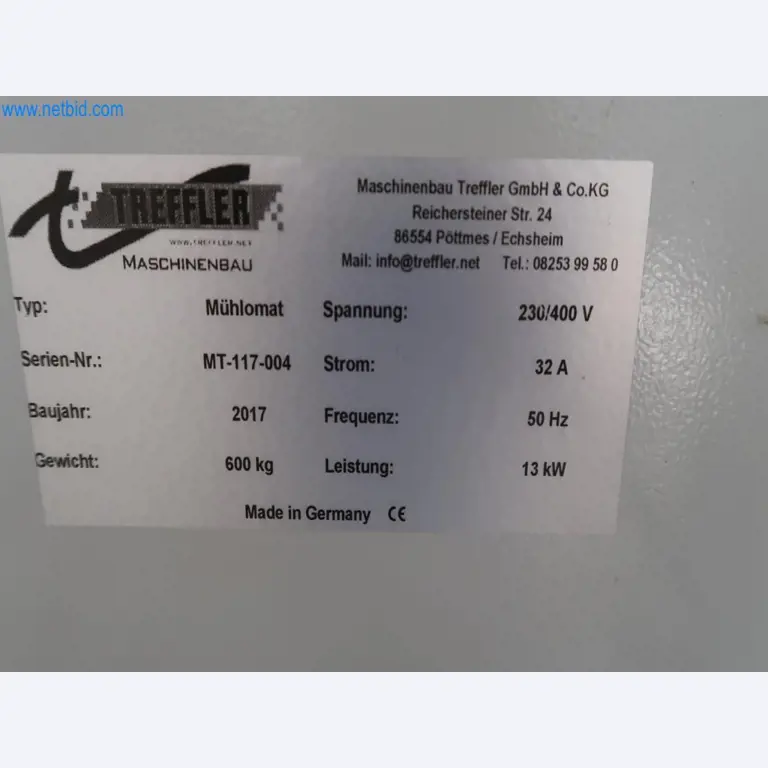 www.netbid.com
TREFFLER
WWW.TREFFLER.NET
MASCHINENBAU
Maschinenbau Treffler GmbH & Co.KG
Reichersteiner Str. 24
86554 Pöttmes / Echsheim
Mail: info@treffler.net Tel.: 08253 99 58 0
Typ: Mühlomat Spannung: 230/400 V
Serien-Nr.: MT-117-004 Strom: 32 A
Baujahr: 2017 Frequenz: 50 Hz
Gewicht: 600 kg Leistung: 13 kW
Made in Germany CE